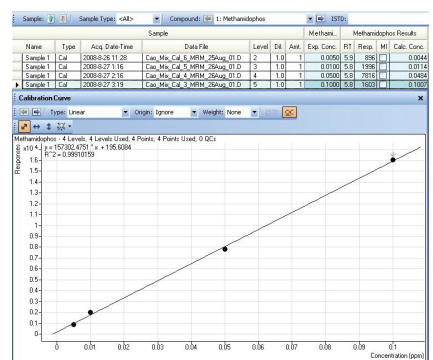 Sample: Sample Type: <All> Compound: 1: Methamidophos ISTD:
Sample Methami... Methamidophos Results
Name Type Acq. Date-Time Data File Level Dil. Amt. Exp. Conc. RT Resp. MI Calc. Conc.
Sample 1 Cal 2008-8-26 11:28 Cao_Mix_Cal_6_MRM_25Aug_01.D 2 1.0 1 0.0050 5.9 896 0.0044
Sample 1 Cal 2008-8-27 1:16 Cao_Mix_Cal_5_MRM_26Aug_01.D 3 1.0 1 0.0100 5.8 1996 0.0114
Sample 1 Cal 2008-8-27 2:16 Cao_Mix_Cal_4_MRM_26Aug_01.D 4 1.0 1 0.0500 5.8 7816 0.0484
Sample 1 Cal 2008-8-27 3:19 Cao_Mix_Cal_3_MRM_26Aug_01.D 5 1.0 1 0.1000 5.8 1603 0.1007
Calibration Curve
Type: Linear Origin: Ignore Weight: None ISTD QC
Methamidophos - 4 Levels, 4 Levels Used, 4 Points, 4 Points Used, 0 QCs
Responses x10 4 y = 157302.4751 * x + 195.6084
R^2 = 0.99910159
1.6
1.5
1.4
1.3
1.2
1.1
1
0.9
0.8
0.7
0.6
0.5
0.4
0.3
0.2
0.1
0
0 0.01 0.02 0.03 0.04 0.05 0.06 0.07 0.08 0.09 0.1
Concentration (ppm)